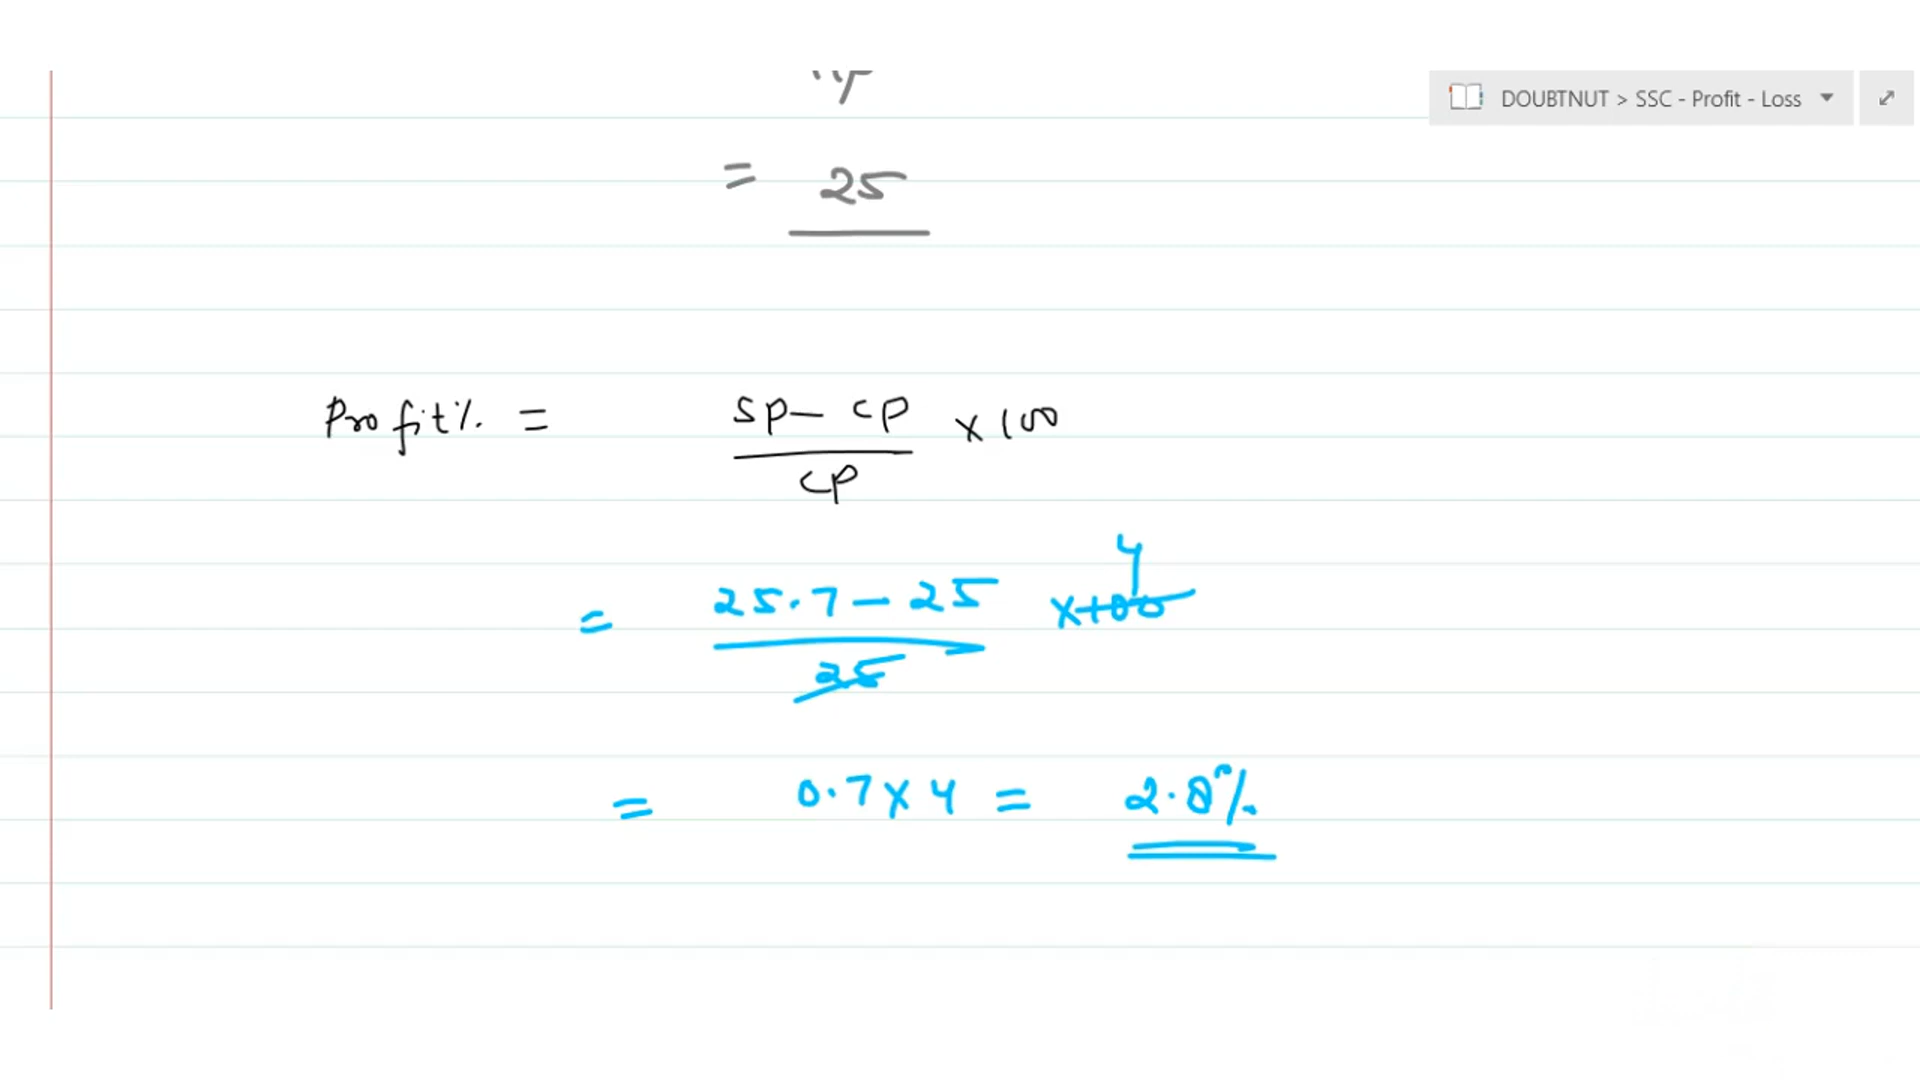 DOUBTNUT > SSC - Profit - Loss
= 25
Profit% = SP - CP / CP × 100
= 25.7 - 25 / 25 × 100 4
= 0.7 × 4 = 2.8%